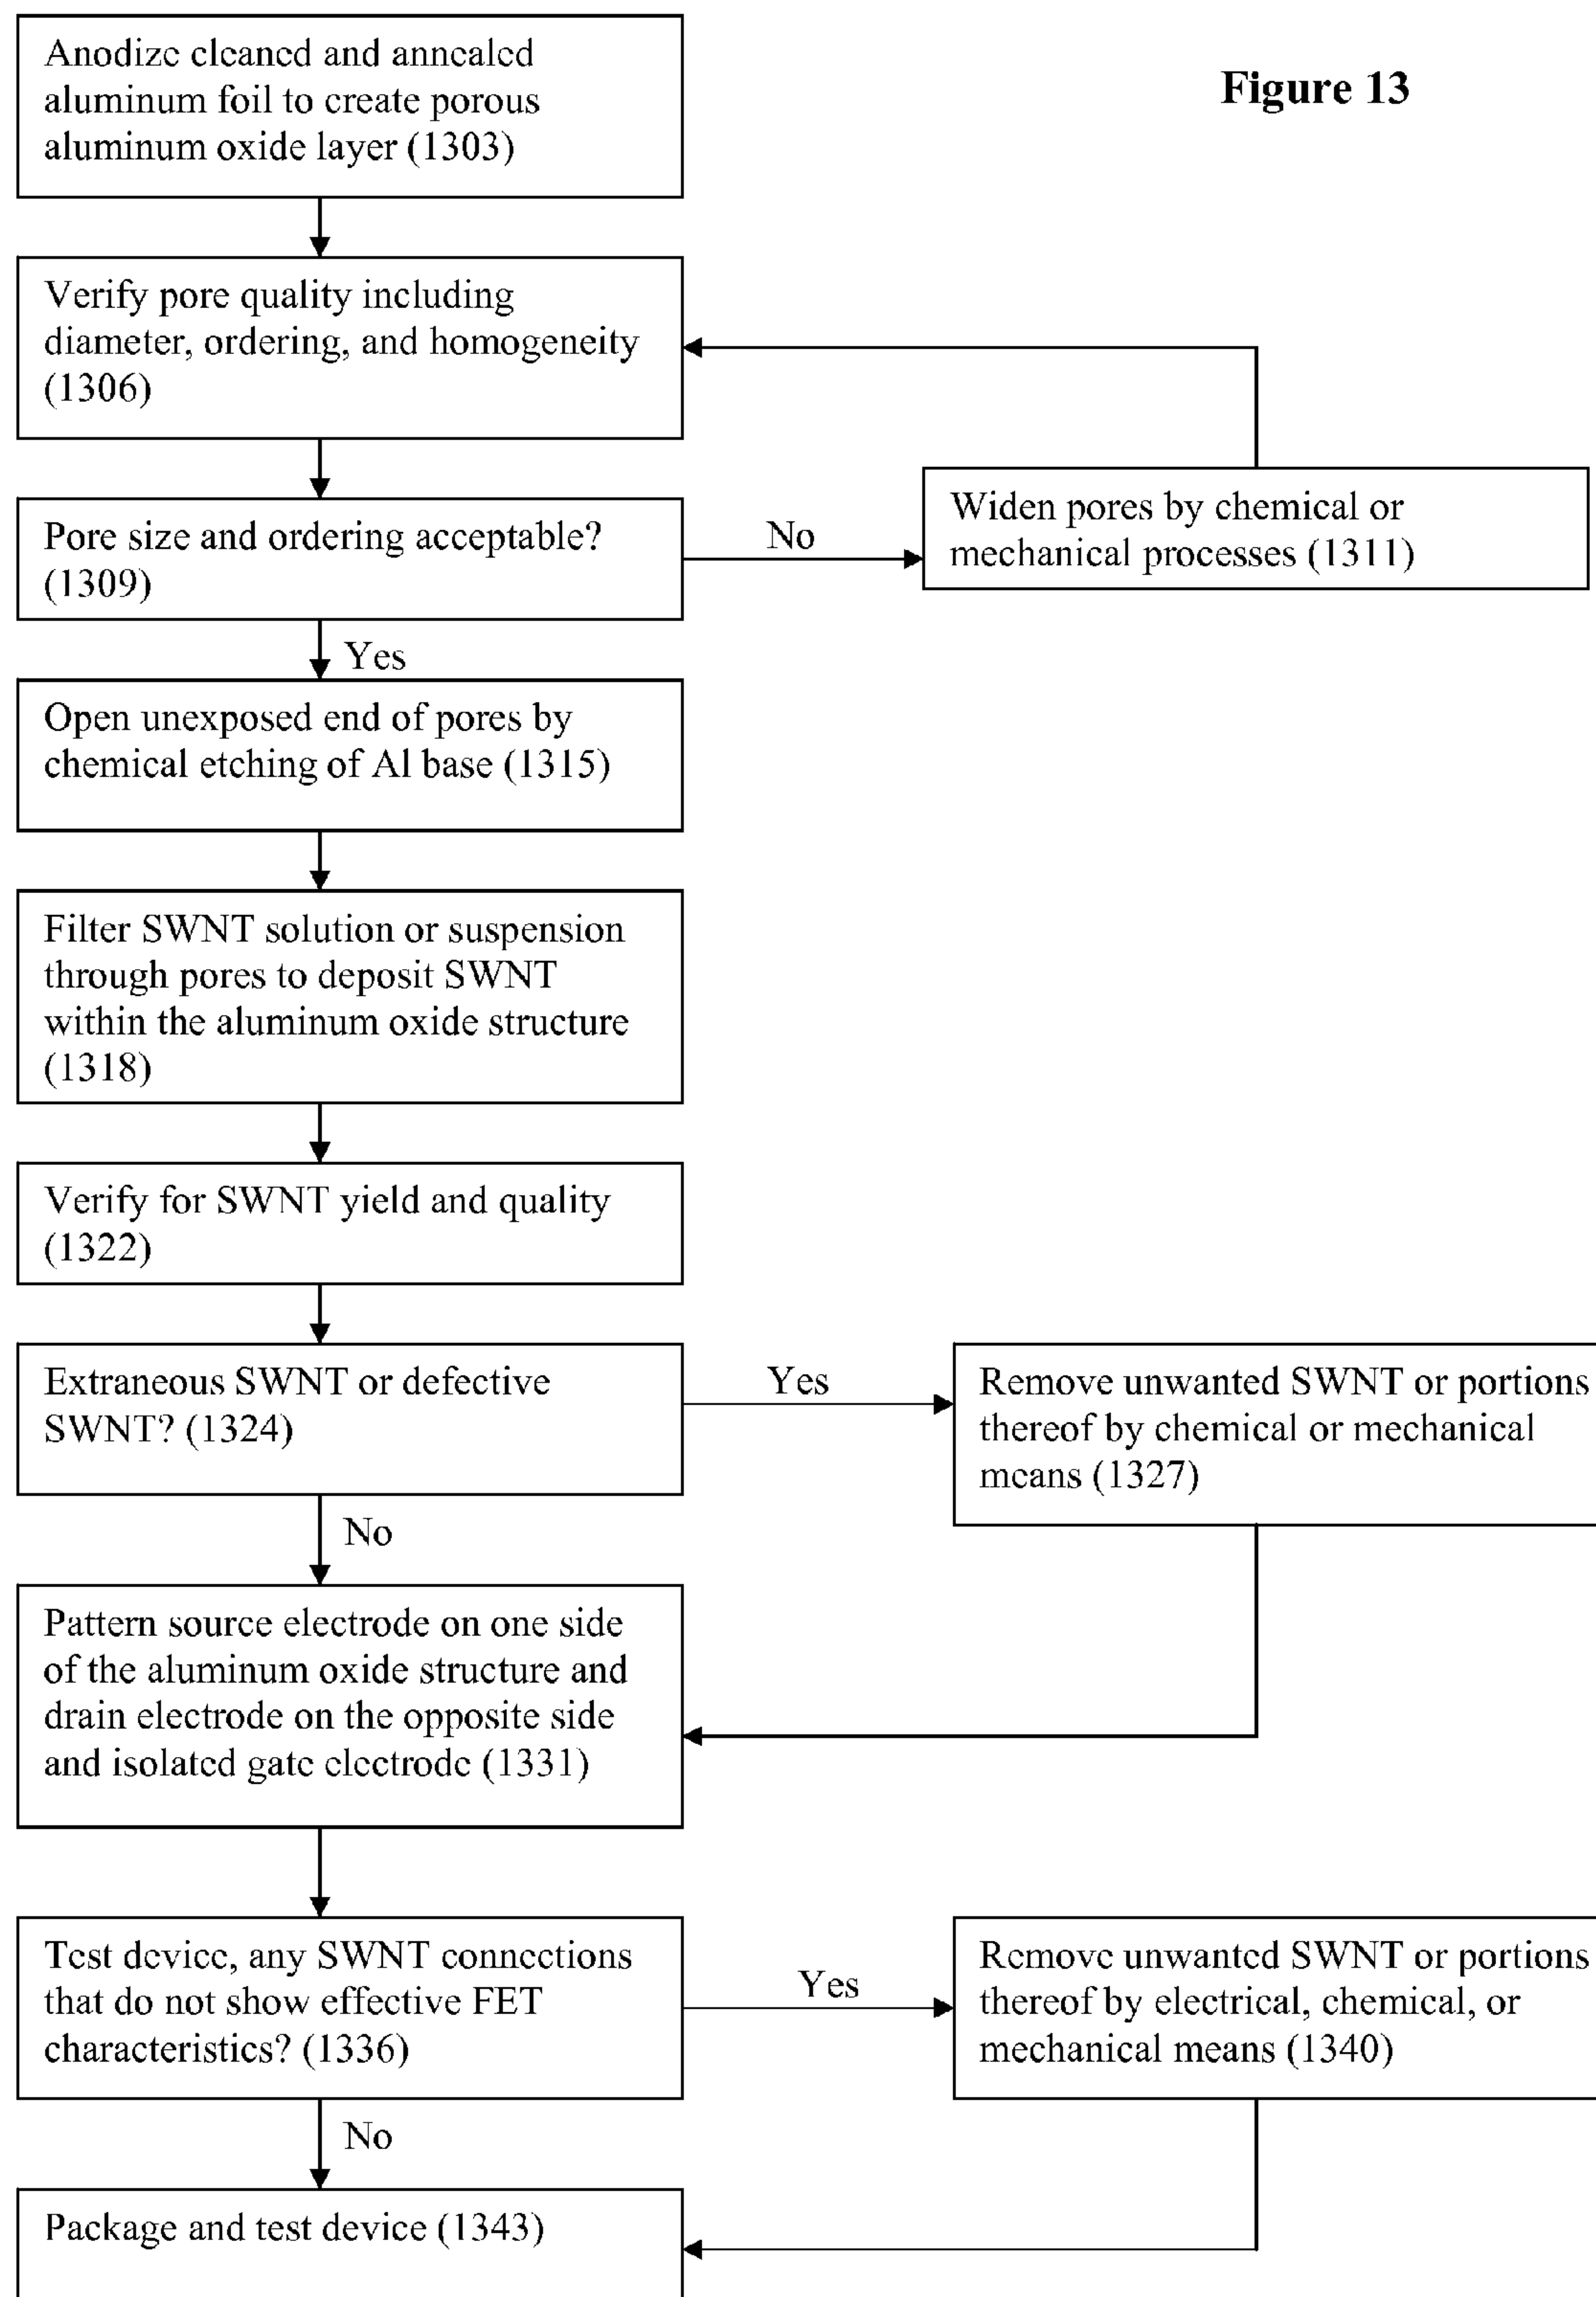 Figure 13
Anodize cleaned and annealed
aluminum foil to create porous
aluminum oxide layer (1303)
Verify pore quality including
diameter, ordering, and homogeneity
(1306)
Pore size and ordering acceptable?
(1309)
No
Widen pores by chemical or
mechanical processes (1311)
Yes
Open unexposed end of pores by
chemical etching of Al base (1315)
Filter SWNT solution or suspension
through pores to deposit SWNT
within the aluminum oxide structure
(1318)
Verify for SWNT yield and quality
(1322)
Extraneous SWNT or defective
SWNT? (1324)
Yes
Remove unwanted SWNT or portions
thereof by chemical or mechanical
means (1327)
No
Pattern source electrode on one side
of the aluminum oxide structure and
drain electrode on the opposite side
and isolated gate electrode (1331)
Test device, any SWNT connections
that do not show effective FET
characteristics? (1336)
Yes
Remove unwanted SWNT or portions
thereof by electrical, chemical, or
mechanical means (1340)
No
Package and test device (1343)